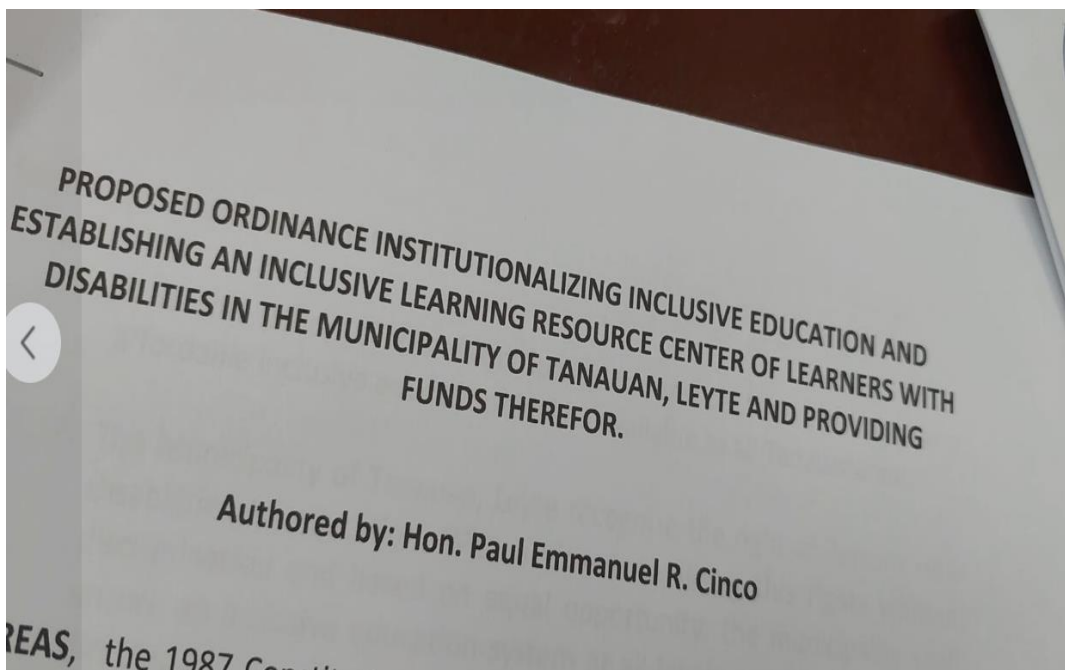 PROPOSED ORDINANCE INSTITUTIONALIZING INCLUSIVE EDUCATION AND
ESTABLISHING AN INCLUSIVE LEARNING RESOURCE CENTER OF LEARNERS WITH
DISABILITIES IN THE MUNICIPALITY OF TANAUAN, LEYTE AND PROVIDING
FUNDS THEREFOR.
Authored by: Hon. Paul Emmanuel R. Cinco
REAS, the 1987